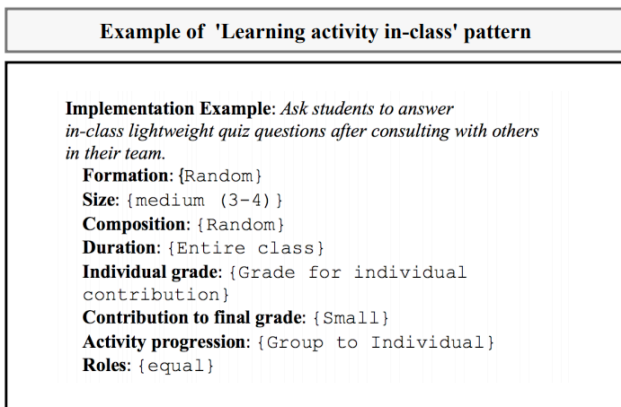 Example of 'Learning activity in-class' pattern
Implementation Example: Ask students to answer
in-class lightweight quiz questions after consulting with others
in their team.
Formation: {Random}
Size: {medium (3-4)}
Composition: {Random}
Duration: {Entire class}
Individual grade: {Grade for individual
contribution}
Contribution to final grade: {Small}
Activity progression: {Group to Individual}
Roles: {equal}